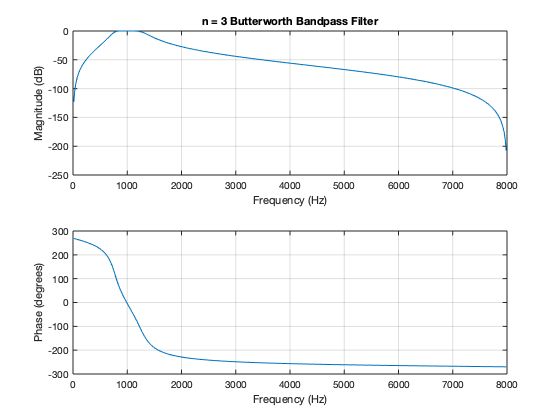 n = 3 Butterworth Bandpass Filter
Magnitude (dB)
0
-50
-100
-150
-200
-250
0 1000 2000 3000 4000 5000 6000 7000 8000
Frequency (Hz)
Phase (degrees)
300
200
100
0
-100
-200
-300
0 1000 2000 3000 4000 5000 6000 7000 8000
Frequency (Hz)